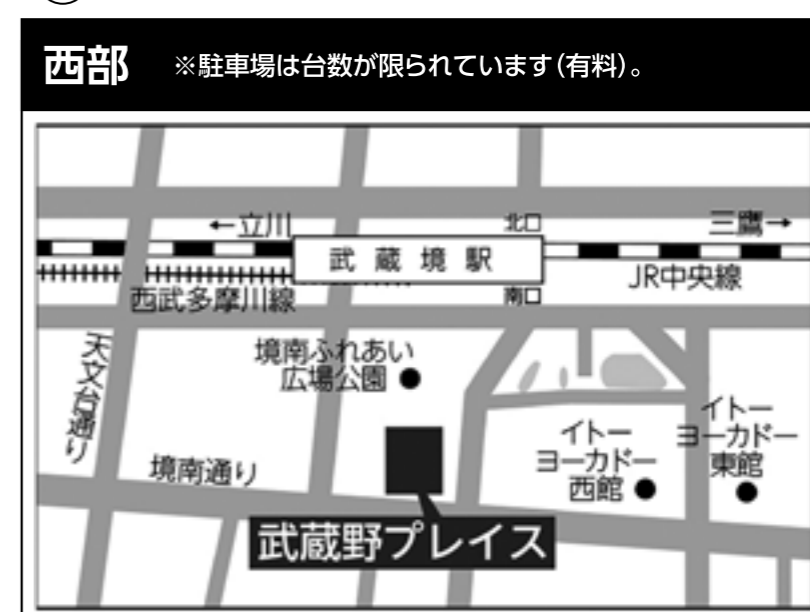 西部 ※駐車場は台数が限られています(有料)。
←立川
北口
三鷹→
武蔵境駅
JR中央線
西武多摩川線
南口
天文台通り
境南ふれあい
広場公園
イトー
ヨーカドー
西館
イトー
ヨーカドー
東館
境南通り
武蔵野プレイス